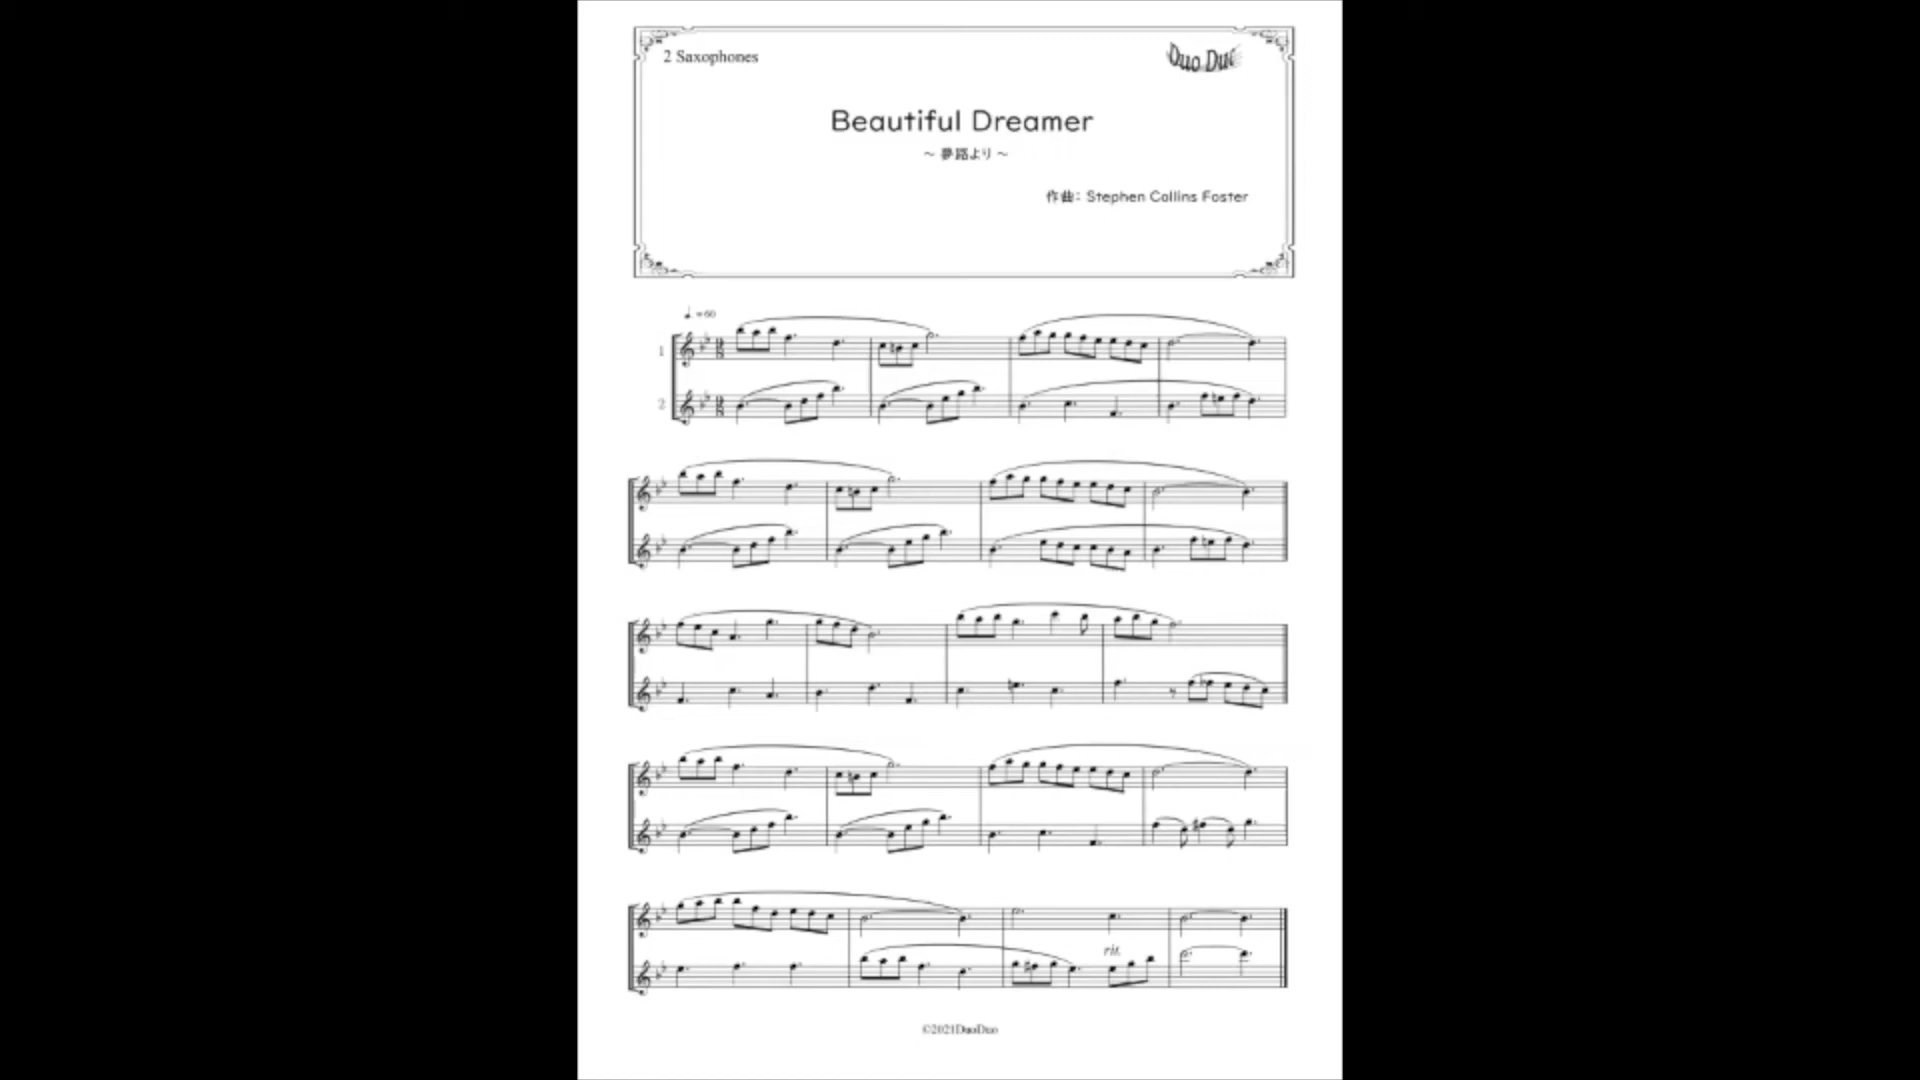 2 Saxophones
Duo Duo
Beautiful Dreamer
～ 夢路より ～
作曲: Stephen Collins Foster
♩. = 60
1
2
rit.
©2021DuoDuo